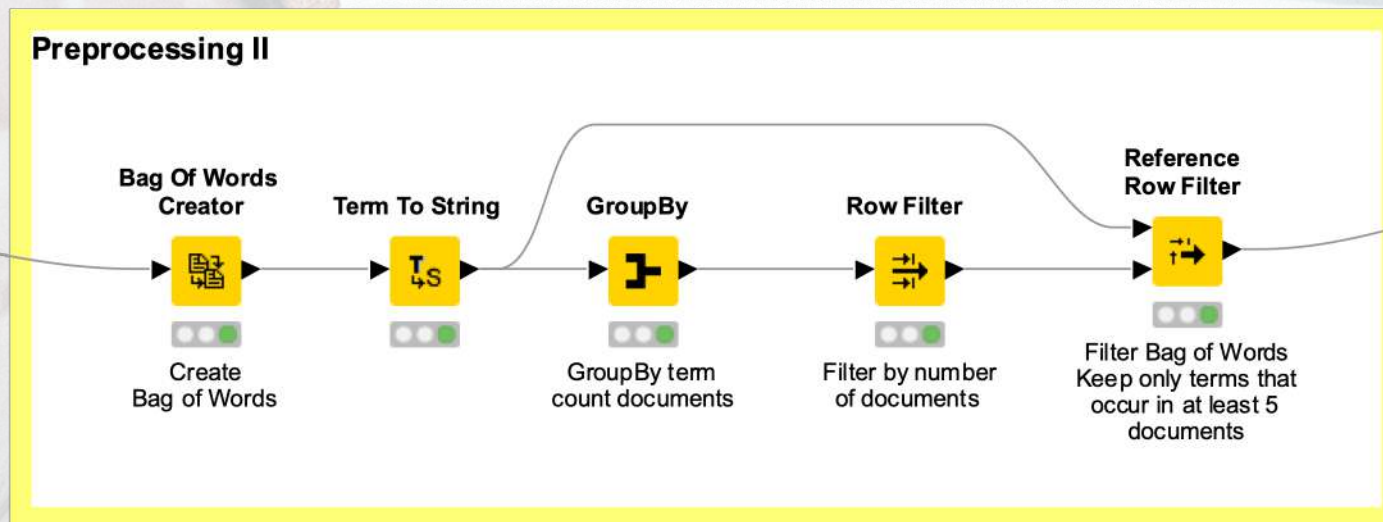 Preprocessing II
Bag Of Words
Creator
Term To String
GroupBy
Row Filter
Reference
Row Filter
T
S
Create
Bag of Words
GroupBy term
count documents
Filter by number
of documents
Filter Bag of Words
Keep only terms that
occur in at least 5
documents